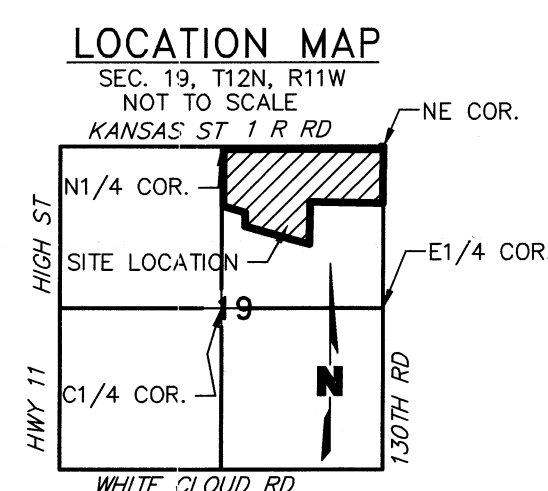 LOCATION MAP
SEC. 19, T12N, R11W
NOT TO SCALE
KANSAS ST 1 R RD
NE COR.
N1/4 COR.
HIGH ST
SITE LOCATION
E1/4 COR.
19
C1/4 COR.
N
HWY 11
130TH RD
WHITE CLOUD RD